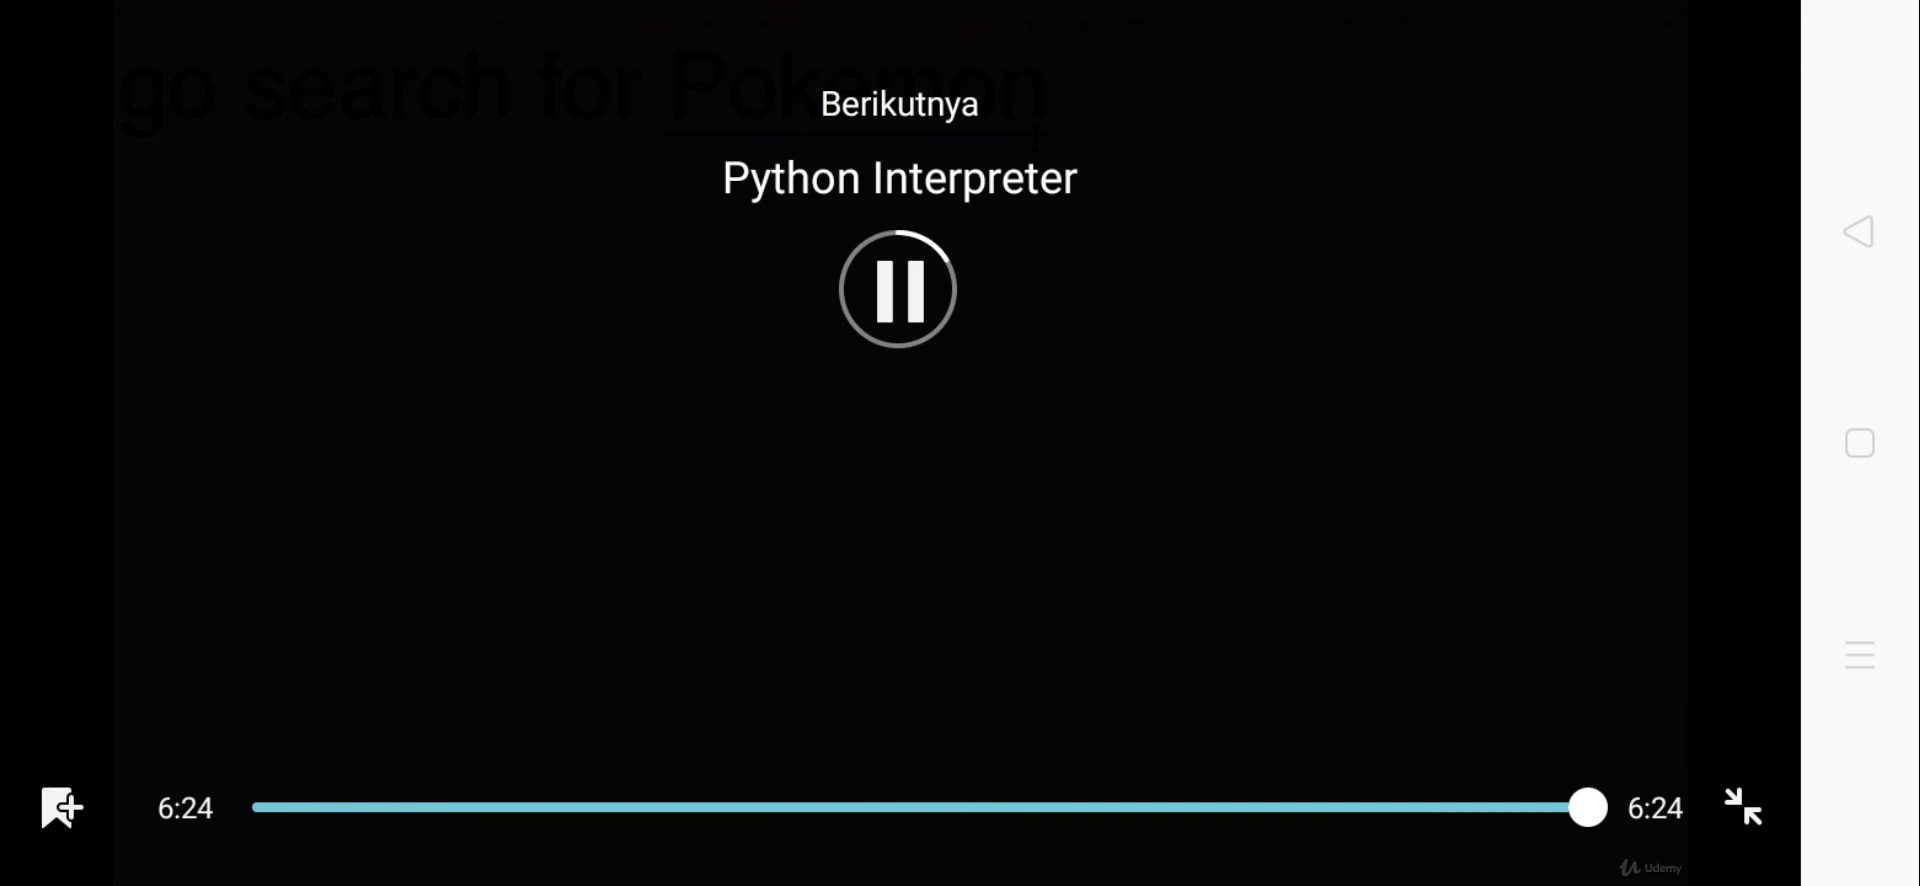 go search for Pokemon
Berikutnya
Python Interpreter
6:24
6:24
Udemy